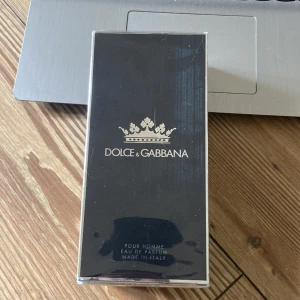 DOLCE & GABBANA
POUR HOMME
EAU DE PARFUM
MADE IN ITALY